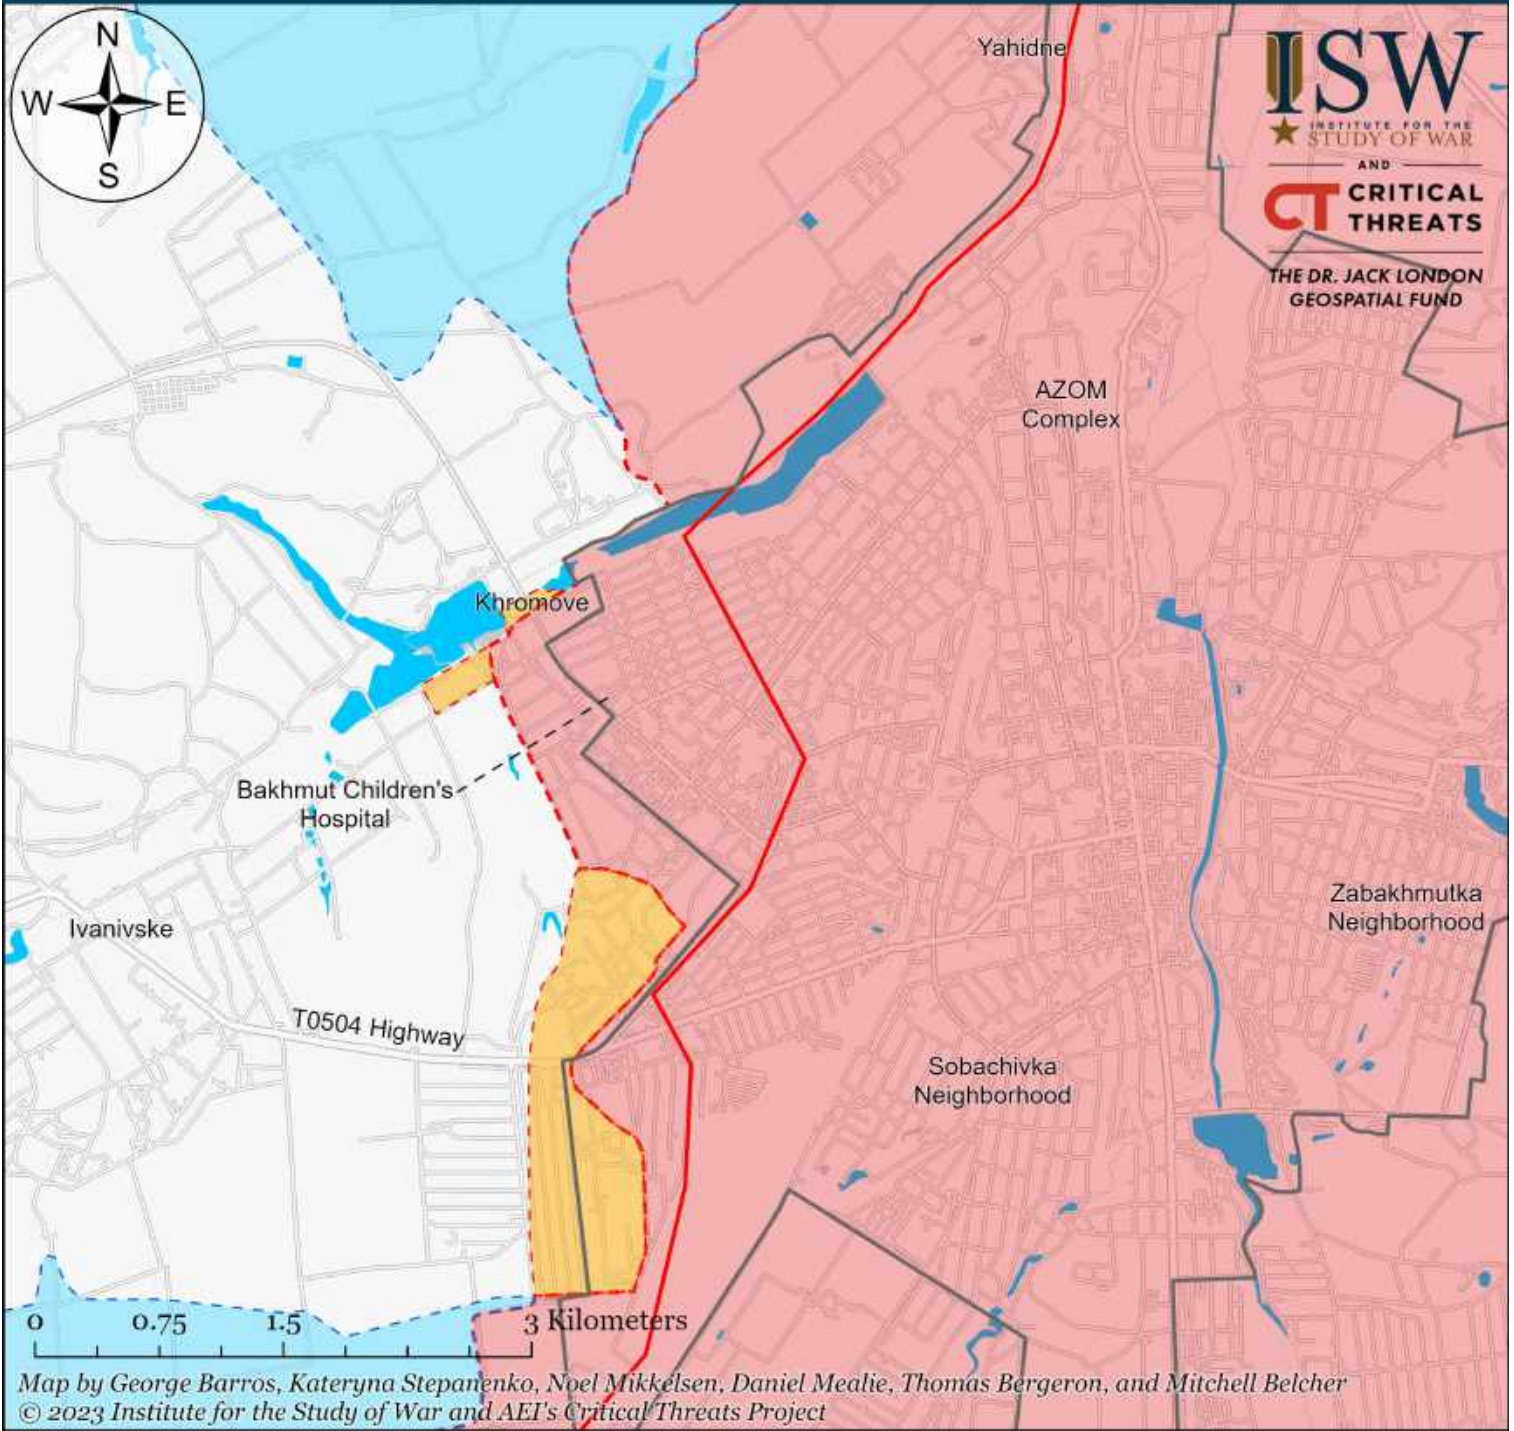 N
W E
S
Yahidne
ISW
INSTITUTE FOR THE
STUDY OF WAR
AND
CT CRITICAL
THREATS
THE DR. JACK LONDON
GEOSPATIAL FUND
AZOM
Complex
Khromove
Bakhmut Children's
Hospital
Ivanivske
Zabakhmutka
Neighborhood
T0504 Highway
Sobachivka
Neighborhood
0 0.75 1.5 3 Kilometers
Map by George Barros, Kateryna Stepanenko, Noel Mikkelsen, Daniel Mealie, Thomas Bergeron, and Mitchell Belcher
© 2023 Institute for the Study of War and AEI's Critical Threats Project